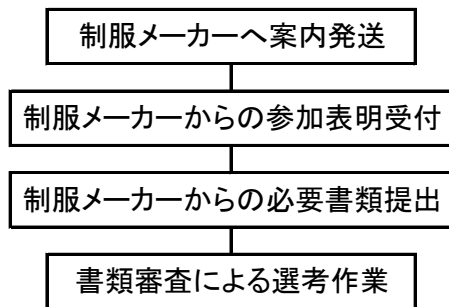 制服メーカーへ案内発送
制服メーカーからの参加表明受付
制服メーカーからの必要書類提出
書類審査による選考作業